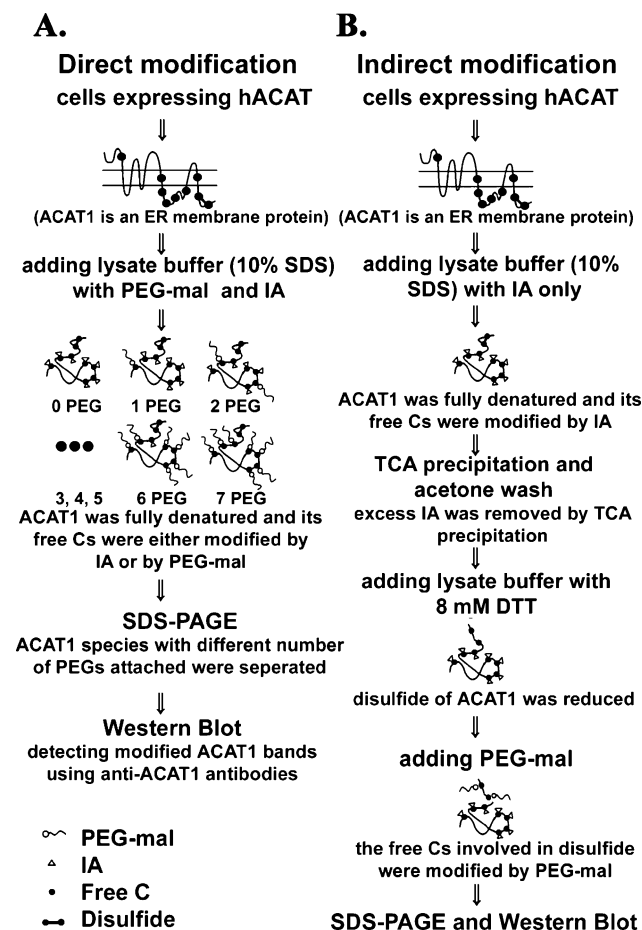 A.
Direct modification
cells expressing hACAT
(ACAT1 is an ER membrane protein)
adding lysate buffer (10% SDS)
with PEG-mal and IA
0 PEG 1 PEG 2 PEG
3, 4, 5 6 PEG 7 PEG
ACAT1 was fully denatured and its
free Cs were either modified by
IA or by PEG-mal
SDS-PAGE
ACAT1 species with different number
of PEGs attached were seperated
Western Blot
detecting modified ACAT1 bands
using anti-ACAT1 antibodies
PEG-mal
IA
Free C
Disulfide
B.
Indirect modification
cells expressing hACAT
(ACAT1 is an ER membrane protein)
adding lysate buffer (10%
SDS) with IA only
ACAT1 was fully denatured and its
free Cs were modified by IA
TCA precipitation and
acetone wash
excess IA was removed by TCA
precipitation
adding lysate buffer with
8 mM DTT
disulfide of ACAT1 was reduced
adding PEG-mal
the free Cs involved in disulfide
were modified by PEG-mal
SDS-PAGE and Western Blot